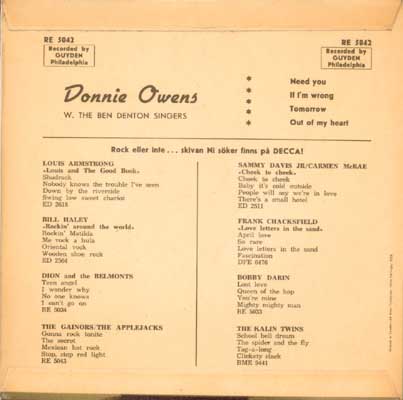 RE 5042
Recorded by
GUYDEN
Philadelphia
RE 5042
Recorded by
GUYDEN
Philadelphia
Donnie Owens
W. THE BEN DENTON SINGERS
* Need you
* If I'm wrong
* Tomorrow
* Out of my heart
*
Rock eller inte . . . skivan Ni söker finns på DECCA!
LOUIS ARMSTRONG
»Louis and The Good Book»
Shadrack
Nobody knows the trouble I've seen
Down by the riverside
Swing low sweet chariot
ED 2618
BILL HALEY
»Rockin' around the world»
Rockin' Matilda
Me rock a hula
Oriental rock
Wooden shoe rock
ED 2564
DION and the BELMONTS
Teen angel
I wonder why
No one knows
I can't go on
RE 5034
THE GAINORS/THE APPLEJACKS
Gonna rock tonite
The secret
Mexican hat rock
Stop, stop red light
RE 5043
SAMMY DAVIS JR/CARMEN McRAE
»Cheek to cheek»
Cheek to cheek
Baby it's cold outside
People will say we're in love
There's a small hotel
ED 2511
FRANK CHACKSFIELD
»Love letters in the sand»
April love
So rare
Love letters in the sand
Fascination
DFE 6476
BOBBY DARIN
Lost love
Queen of the hop
You're mine
Mighty mighty man
RE 5033
THE KALIN TWINS
School bell dream
The spider and the fly
Tag-a-long
Clickety clack
BME 9441